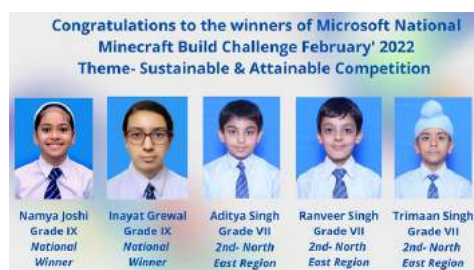 Congratulations to the winners of Microsoft National
Minecraft Build Challenge February' 2022
Theme- Sustainable & Attainable Competition
Namya Joshi
Grade IX
National
Winner
Inayat Grewal
Grade IX
National
Winner
Aditya Singh
Grade VII
2nd- North
East Region
Ranveer Singh
Grade VII
2nd- North
East Region
Trimaan Singh
Grade VII
2nd- North
East Region